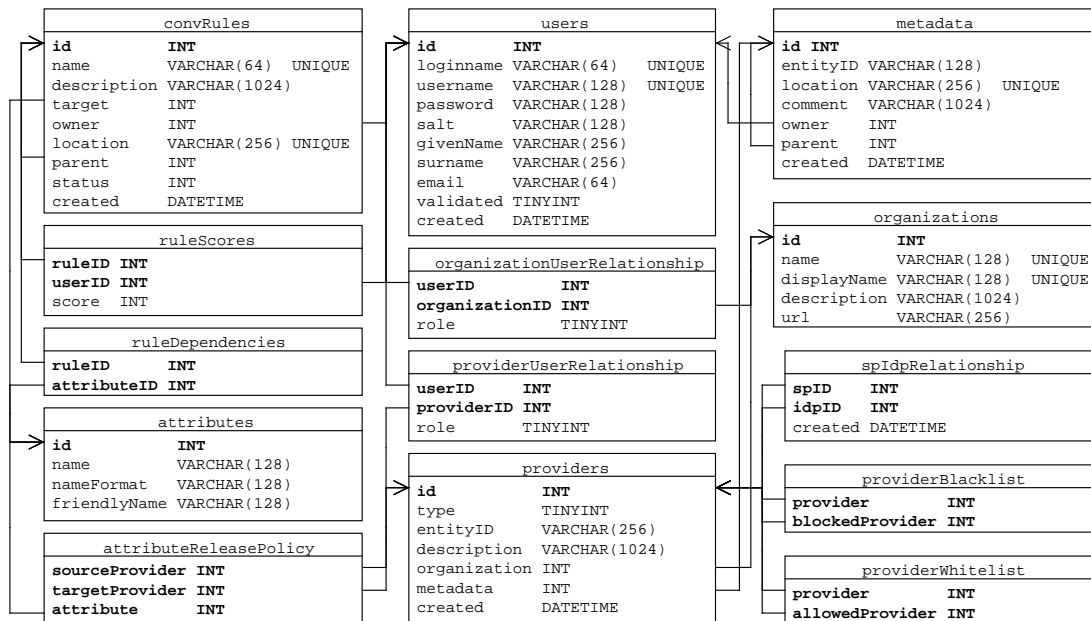 convRules
id INT
name VARCHAR(64) UNIQUE
description VARCHAR(1024)
target INT
owner INT
location VARCHAR(256) UNIQUE
parent INT
status INT
created DATETIME
ruleScores
ruleID INT
userID INT
score INT
ruleDependencies
ruleID INT
attributeID INT
attributes
id INT
name VARCHAR(128)
nameFormat VARCHAR(128)
friendlyName VARCHAR(128)
attributeReleasePolicy
sourceProvider INT
targetProvider INT
attribute INT
users
id INT
loginname VARCHAR(64) UNIQUE
username VARCHAR(128) UNIQUE
password VARCHAR(128)
salt VARCHAR(128)
givenName VARCHAR(256)
surname VARCHAR(256)
email VARCHAR(64)
validated TINYINT
created DATETIME
organizationUserRelationship
userID INT
organizationID INT
role TINYINT
providerUserRelationship
userID INT
providerID INT
role TINYINT
providers
id INT
type TINYINT
entityID VARCHAR(256)
description VARCHAR(1024)
organization INT
metadata INT
created DATETIME
metadata
id INT
entityID VARCHAR(128)
location VARCHAR(256) UNIQUE
comment VARCHAR(1024)
owner INT
parent INT
created DATETIME
organizations
id INT
name VARCHAR(128) UNIQUE
displayName VARCHAR(128) UNIQUE
description VARCHAR(1024)
url VARCHAR(256)
spIdpRelationship
spID INT
idpID INT
created DATETIME
providerBlacklist
provider INT
blockedProvider INT
providerWhitelist
provider INT
allowedProvider INT